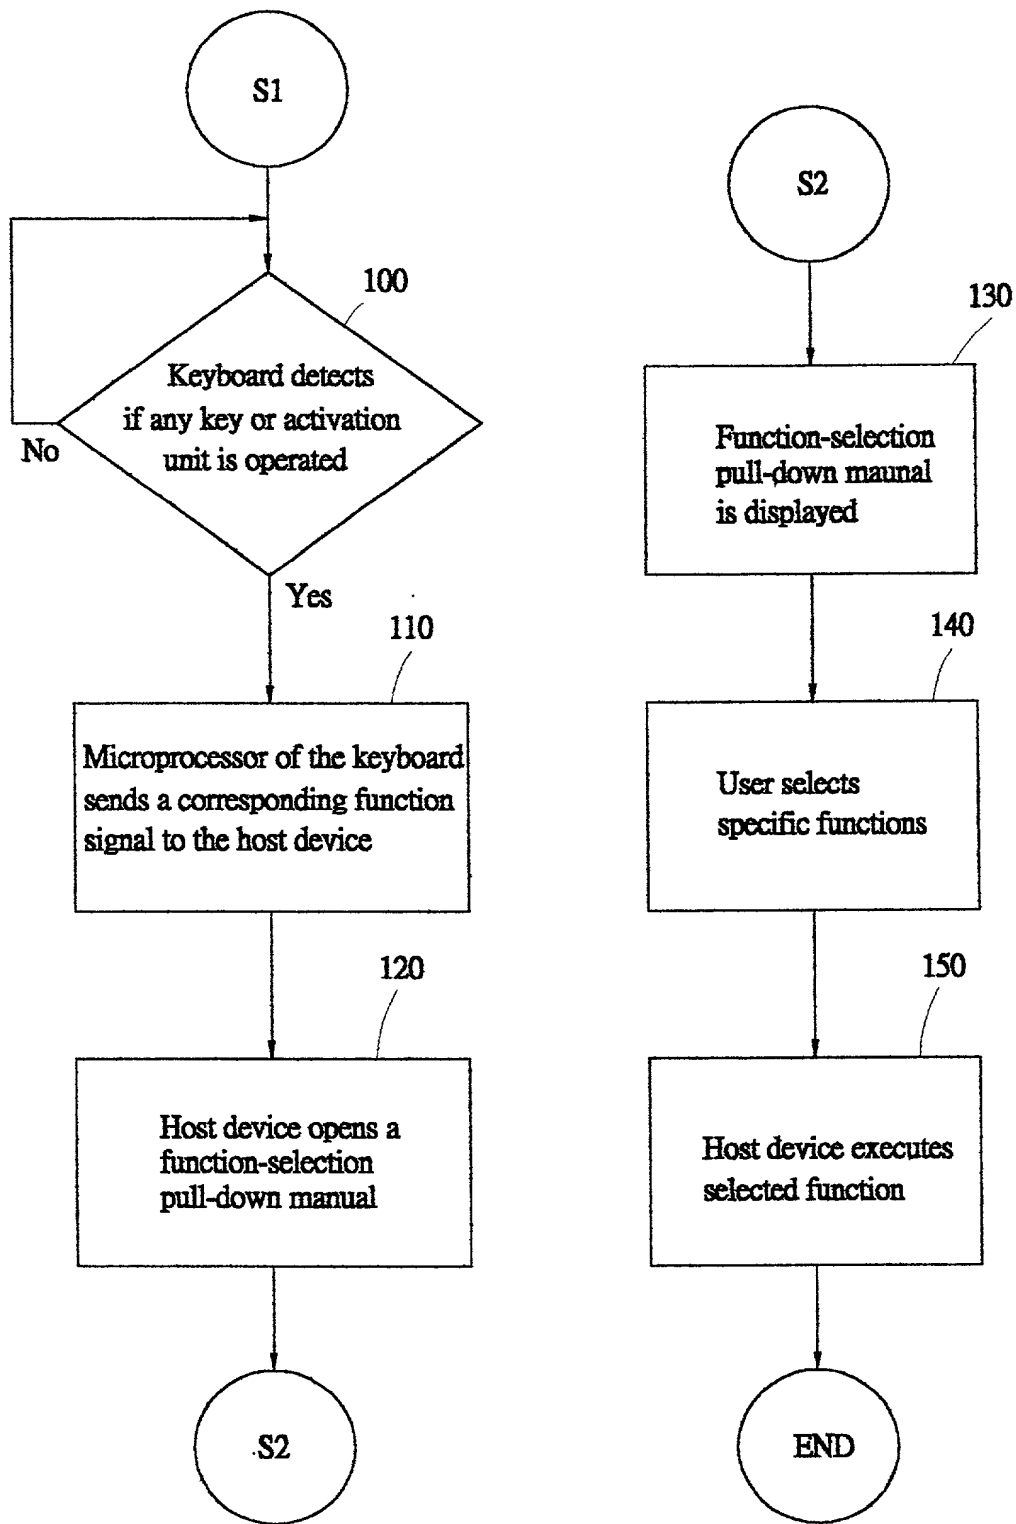 S1
100
Keyboard detects
if any key or activation
unit is operated
No
Yes
110
Microprocessor of the keyboard
sends a corresponding function
signal to the host device
120
Host device opens a
function-selection
pull-down manual
S2
S2
130
Function-selection
pull-down maunal
is displayed
140
User selects
specific functions
150
Host device executes
selected function
END